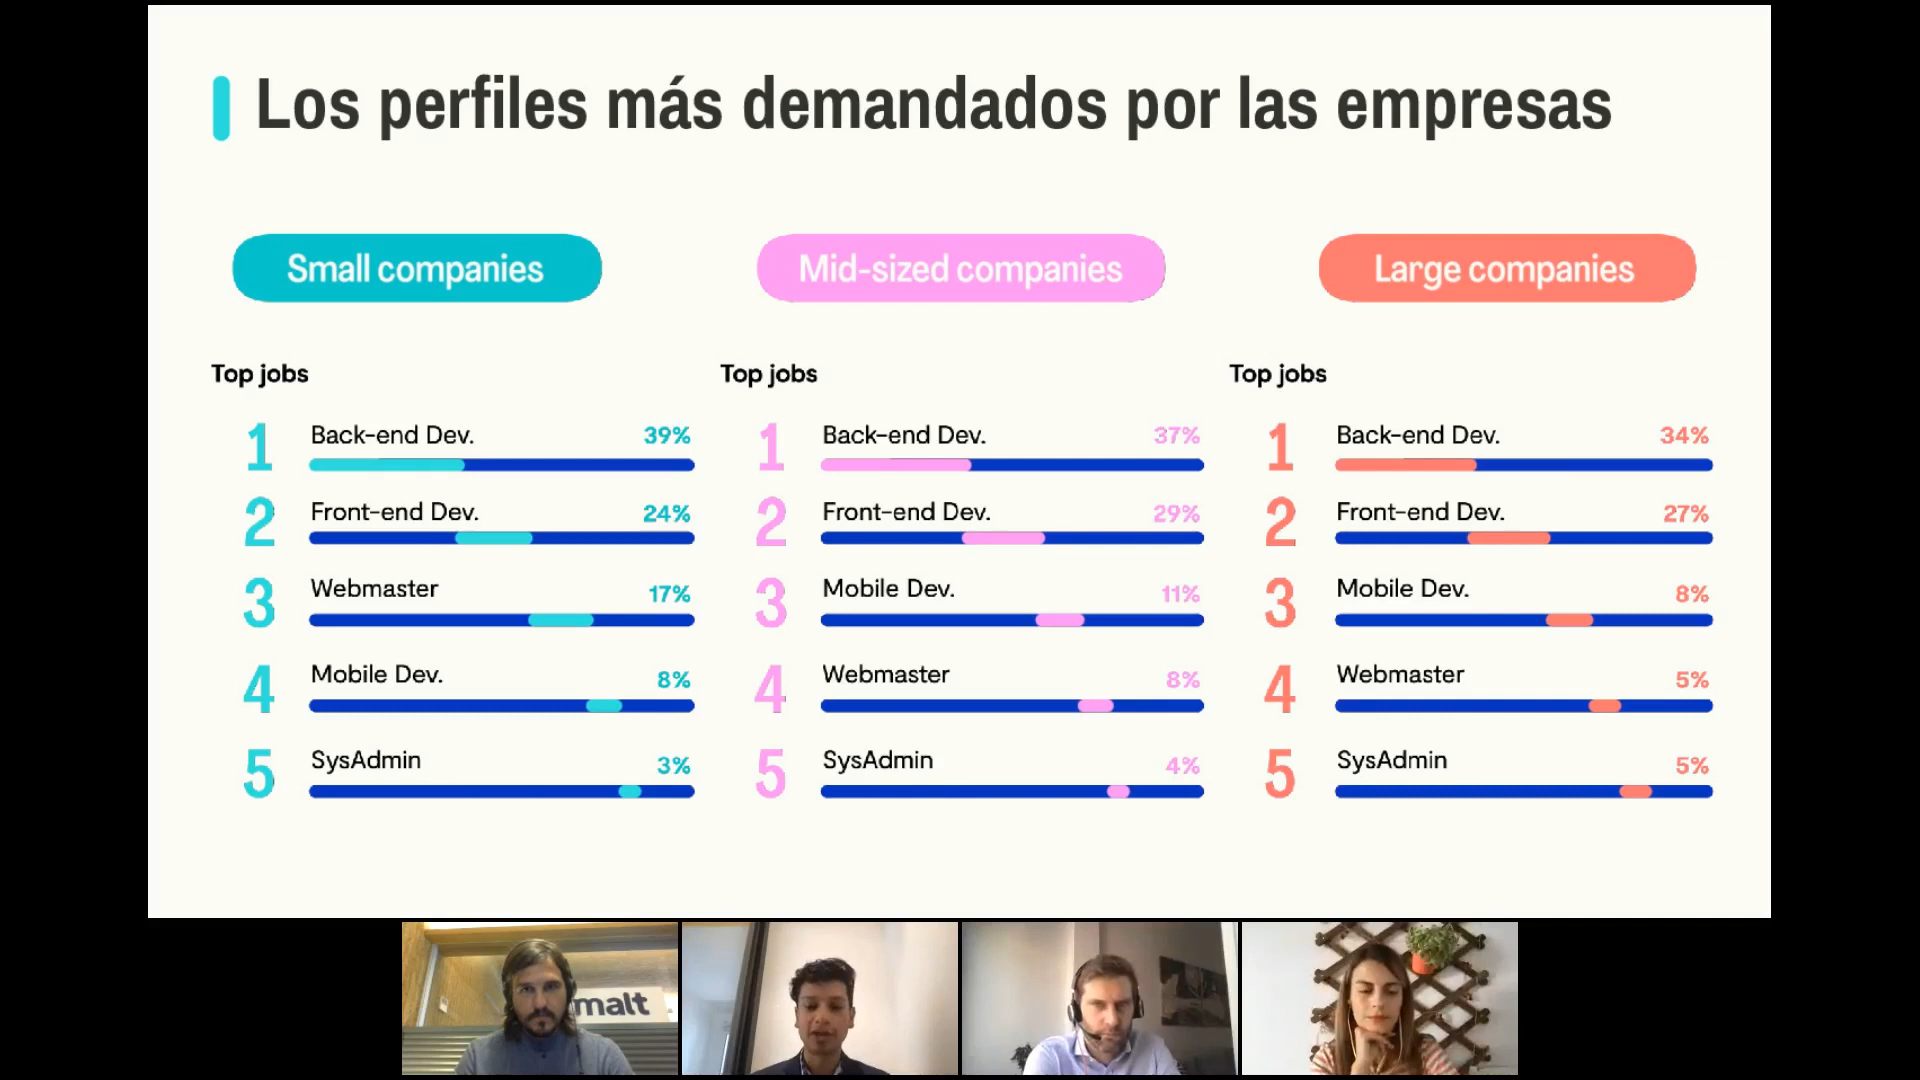 Los perfiles más demandados por las empresas
Small companies
Top jobs
1 Back-end Dev. 39%
2 Front-end Dev. 24%
3 Webmaster 17%
4 Mobile Dev. 8%
5 SysAdmin 3%
Mid-sized companies
Top jobs
1 Back-end Dev. 37%
2 Front-end Dev. 29%
3 Mobile Dev. 11%
4 Webmaster 8%
5 SysAdmin 4%
Large companies
Top jobs
1 Back-end Dev. 34%
2 Front-end Dev. 27%
3 Mobile Dev. 8%
4 Webmaster 5%
5 SysAdmin 5%
malt